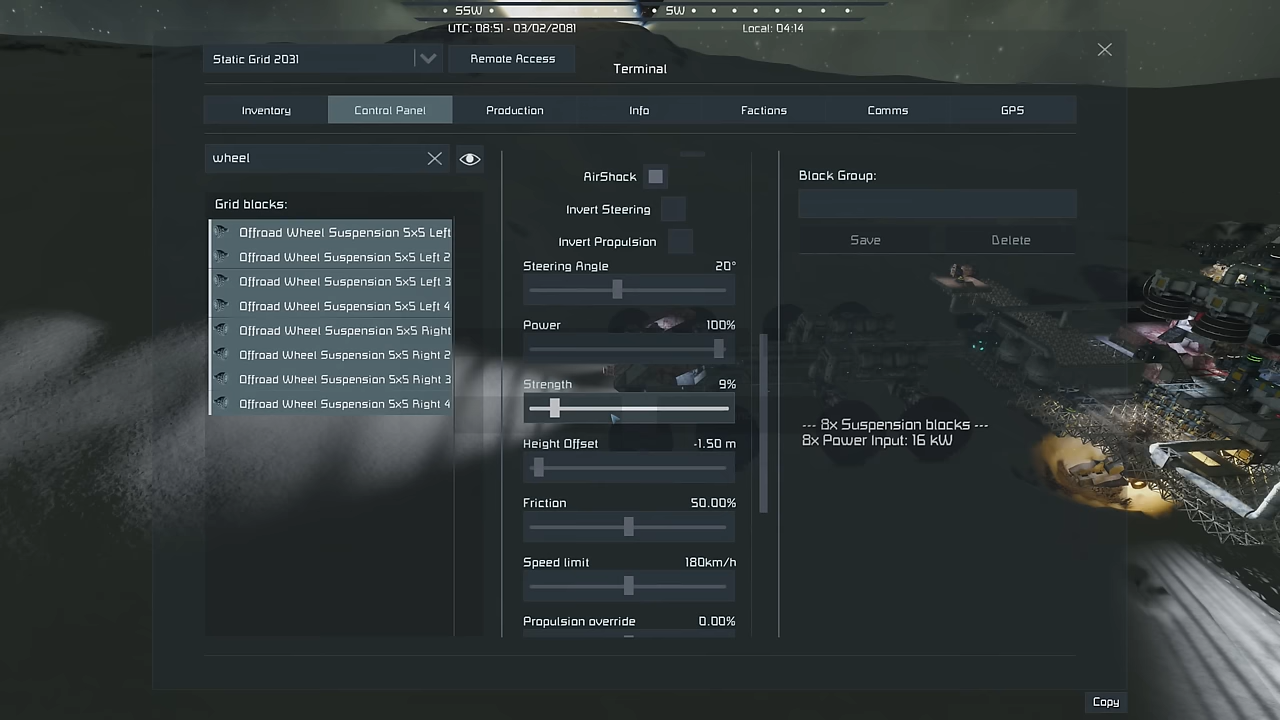 SSW
SW
UTC: 08:51 - 03/02/2081
Local: 04:14
Static Grid 2031
Remote Access
Terminal
Inventory
Control Panel
Production
Info
Factions
Comms
GPS
wheel
Grid blocks:
Offroad Wheel Suspension 5x5 Left
Offroad Wheel Suspension 5x5 Left 2
Offroad Wheel Suspension 5x5 Left 3
Offroad Wheel Suspension 5x5 Left 4
Offroad Wheel Suspension 5x5 Right
Offroad Wheel Suspension 5x5 Right 2
Offroad Wheel Suspension 5x5 Right 3
Offroad Wheel Suspension 5x5 Right 4
AirShock
Invert Steering
Invert Propulsion
Steering Angle 20°
Power 100%
Strength 9%
Height Offset -1.50 m
Friction 50.00%
Speed limit 180km/h
Propulsion override 0.00%
Block Group:
Save
Delete
--- 8x Suspension blocks ---
8x Power Input: 16 kW
Copy